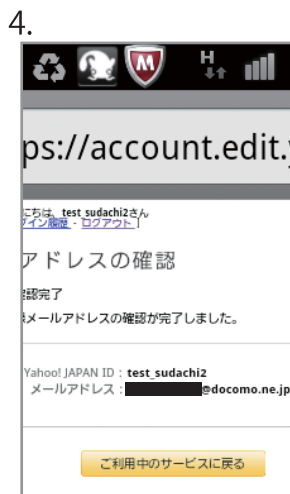 4.
H
ps://account.edit.
にちは、test_sudachi2さん
イン履歴 - ログアウト ]
アドレスの確認
認完了
メールアドレスの確認が完了しました。
Yahoo! JAPAN ID：test_sudachi2
メールアドレス：@docomo.ne.jp
ご利用中のサービスに戻る